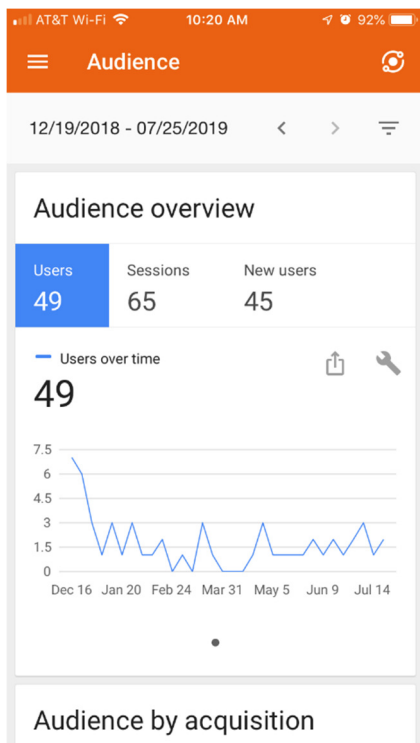 AT&T Wi-Fi 10:20 AM 92%
Audience
12/19/2018 - 07/25/2019
Audience overview
Users Sessions New users
49 65 45
Users over time
49
7.5
6
4.5
3
1.5
0
Dec 16 Jan 20 Feb 24 Mar 31 May 5 Jun 9 Jul 14
Audience by acquisition